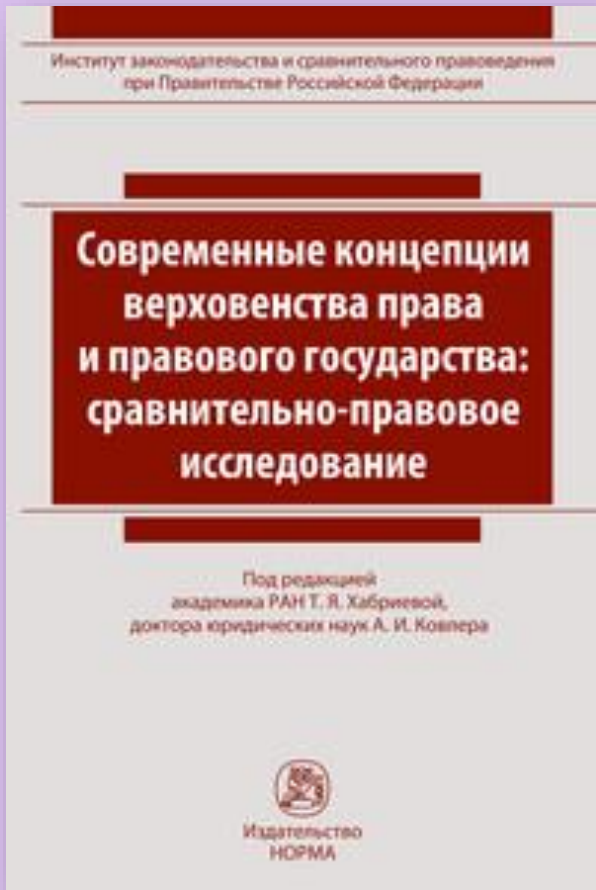 Институт законодательства и сравнительного правоведения
при Правительстве Российской Федерации
Современные концепции
верховенства права
и правового государства:
сравнительно-правовое
исследование
Под редакцией
академика РАН Т. Я. Хабриевой,
доктора юридических наук А. И. Ковлера
Издательство
НОРМА